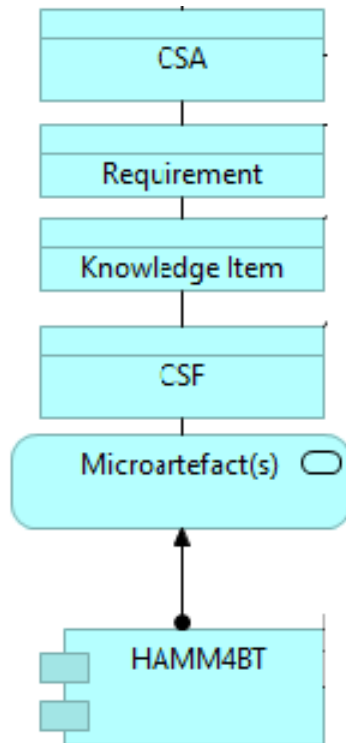 CSA
Requirement
Knowledge Item
CSF
Microartefact(s)
HAMM4BT